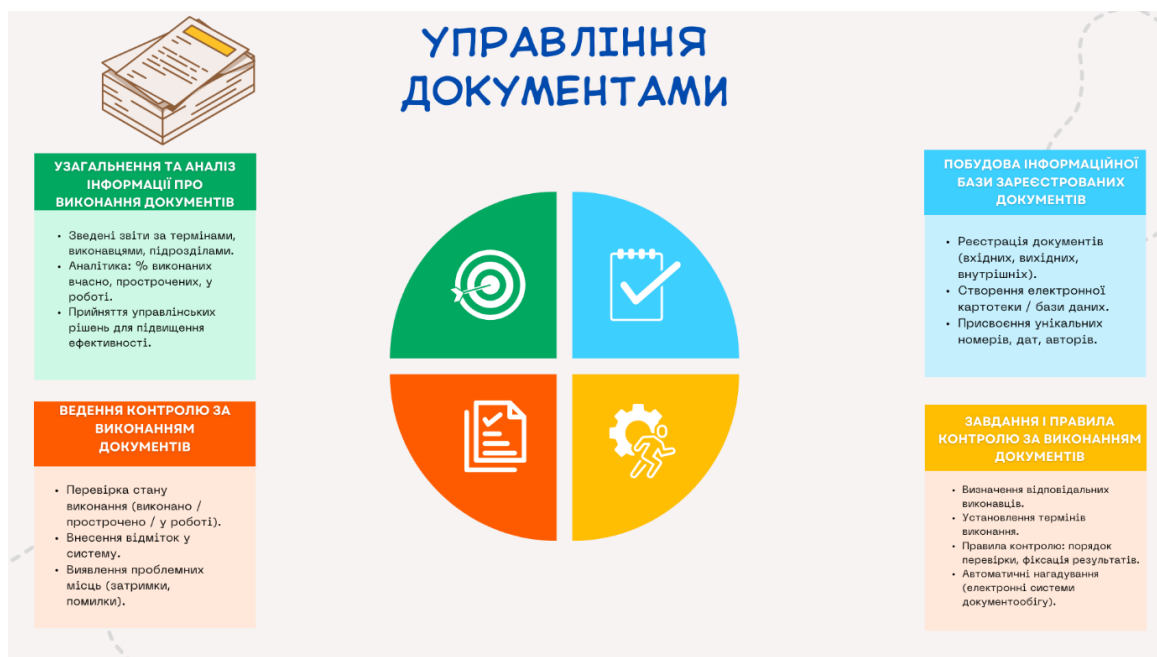 УПРАВЛІННЯ
ДОКУМЕНТАМИ
УЗАГАЛЬНЕННЯ ТА АНАЛІЗ
ІНФОРМАЦІЇ ПРО
ВИКОНАННЯ ДОКУМЕНТІВ
• Зведені звіти за термінами,
виконавцями, підрозділами.
• Аналітика: % виконаних
вчасно, прострочених, у
роботі.
• Прийняття управлінських
рішень для підвищення
ефективності.
ПОБУДОВА ІНФОРМАЦІЙНОЇ
БАЗИ ЗАРЕЄСТРОВАНИХ
ДОКУМЕНТІВ
• Реєстрація документів
(вхідних, вихідних,
внутрішніх).
• Створення електронної
картотеки / бази даних.
• Присвоєння унікальних
номерів, дат, авторів.
ВЕДЕННЯ КОНТРОЛЮ ЗА
ВИКОНАННЯМ
ДОКУМЕНТІВ
• Перевірка стану
виконання (виконано /
прострочено / у роботі).
• Внесення відміток у
систему.
• Виявлення проблемних
місць (затримки,
помилки).
ЗАВДАННЯ І ПРАВИЛА
КОНТРОЛЮ ЗА ВИКОНАННЯМ
ДОКУМЕНТІВ
• Визначення відповідальних
виконавців.
• Установлення термінів
виконання.
• Правила контролю: порядок
перевірки, фіксація результатів.
• Автоматичні нагадування
(електронні системи
документообігу).